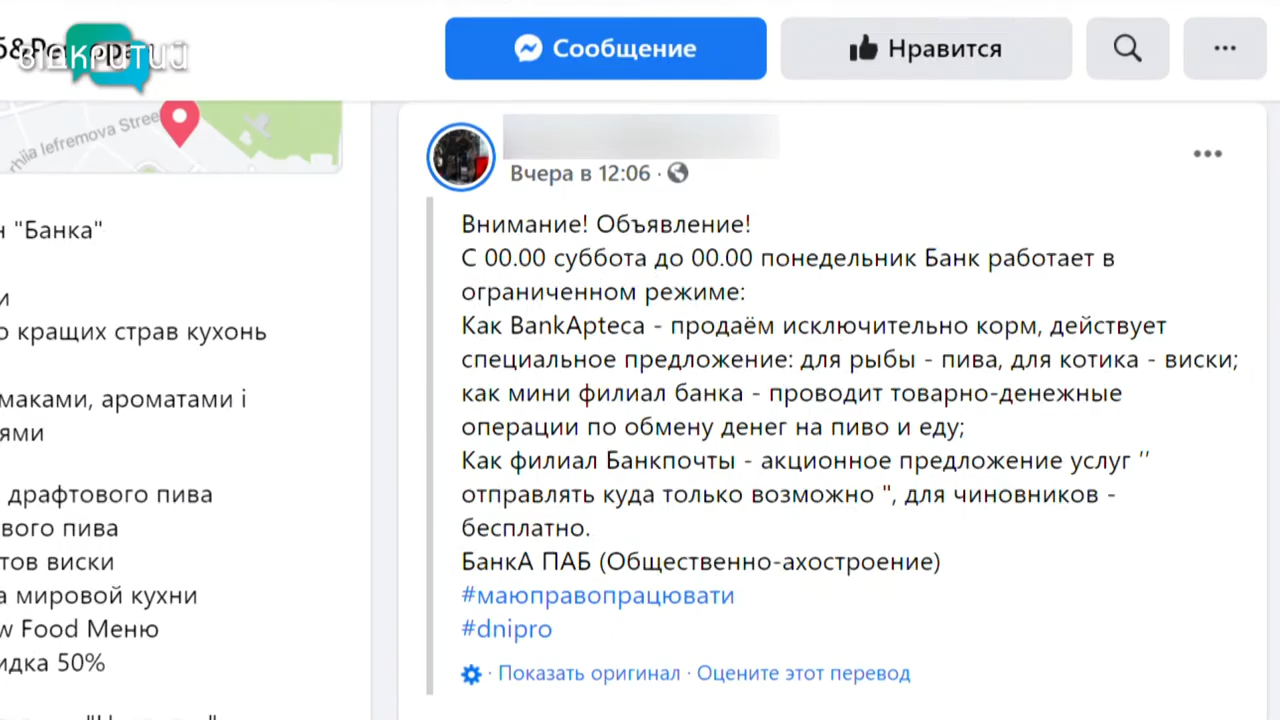 ВІДКРИТИЙ
Сообщение
Нравится
lefremova Stree
Вчера в 12:06
"Банка"
и
о кращих страв кухонь
маками, ароматами і
ями
драфтового пива
вого пива
тов виски
а мировой кухни
w Food Меню
идка 50%
Внимание! Объявление!
С 00.00 суббота до 00.00 понедельник Банк работает в
ограниченном режиме:
Как BankApteca - продаём исключительно корм, действует
специальное предложение: для рыбы - пива, для котика - виски;
как мини филиал банка - проводит товарно-денежные
операции по обмену денег на пиво и еду;
Как филиал Банкпочты - акционное предложение услуг ′′
отправлять куда только возможно ", для чиновников -
бесплатно.
БанкА ПАБ (Общественно-ахостроение)
#маюправопрацювати
#dnipro
· Показать оригинал · Оцените этот перевод